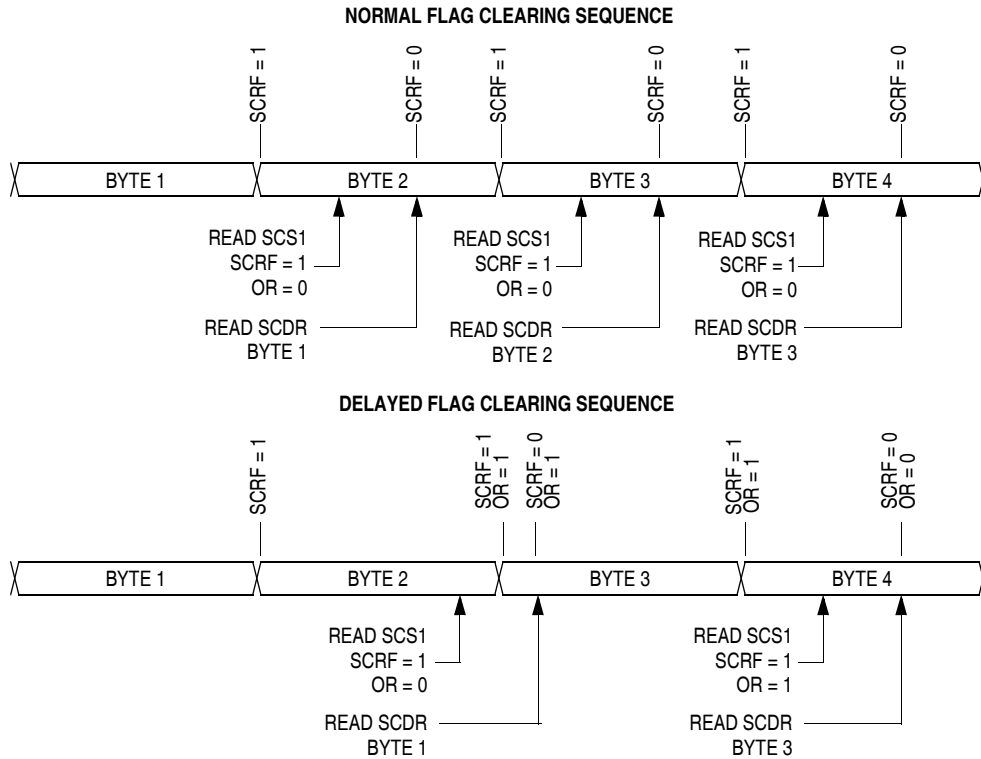 NORMAL FLAG CLEARING SEQUENCE
SCRF = 1
SCRF = 0
SCRF = 1
SCRF = 0
SCRF = 1
SCRF = 0
BYTE 1
BYTE 2
BYTE 3
BYTE 4
READ SCS1
SCRF = 1
OR = 0
READ SCDR
BYTE 1
READ SCS1
SCRF = 1
OR = 0
READ SCDR
BYTE 2
READ SCS1
SCRF = 1
OR = 0
READ SCDR
BYTE 3
DELAYED FLAG CLEARING SEQUENCE
SCRF = 1
SCRF = 1
OR = 1
SCRF = 0
OR = 1
SCRF = 1
OR = 1
SCRF = 0
OR = 0
BYTE 1
BYTE 2
BYTE 3
BYTE 4
READ SCS1
SCRF = 1
OR = 0
READ SCDR
BYTE 1
READ SCS1
SCRF = 1
OR = 1
READ SCDR
BYTE 3